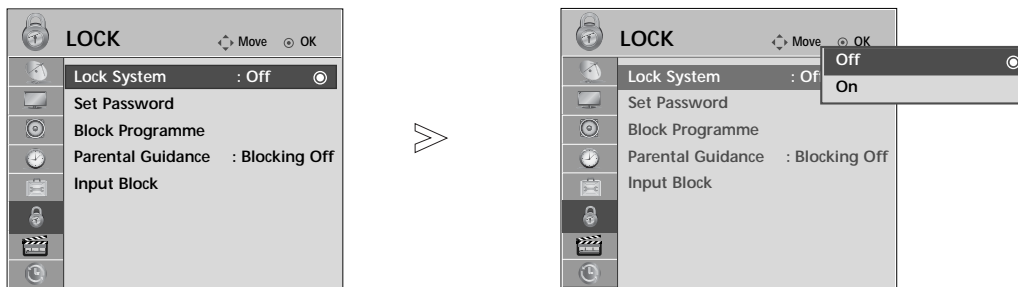 LOCK
Move OK
Lock System : Off
Set Password
Block Programme
Parental Guidance : Blocking Off
Input Block
>
LOCK
Move OK
Off
Lock System : Of
On
Set Password
Block Programme
Parental Guidance : Blocking Off
Input Block